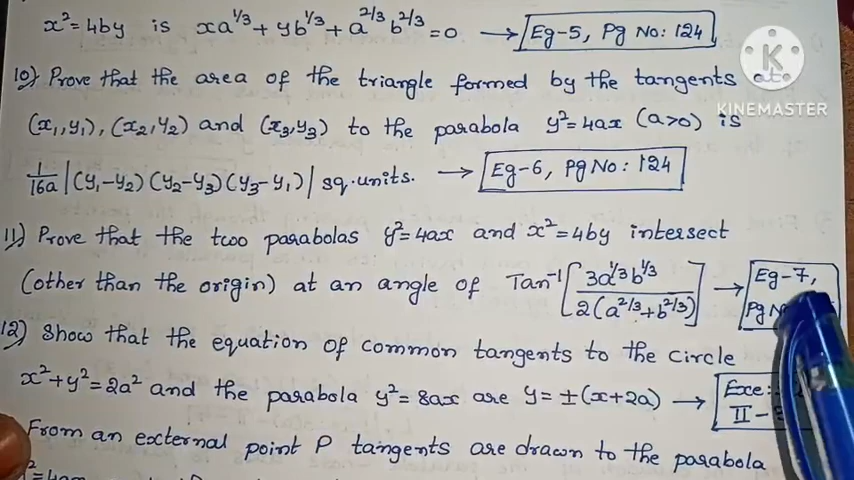 x²=4by is xa^1/3 + yb^1/3 + a^2/3 b^2/3 = 0 → Eg-5, Pg No: 124
10) Prove that the area of the triangle formed by the tangents at
(x₁,y₁), (x₂,y₂) and (x₃,y₃) to the parabola y²=4ax (a>0) is
1/16a |(y₁-y₂)(y₂-y₃)(y₃-y₁)| sq.units. → Eg-6, Pg No: 124
11) Prove that the two parabolas y²=4ax and x²=4by intersect
(other than the origin) at an angle of Tan⁻¹[3a^1/3 b^1/3 / 2(a^2/3+b^2/3)] → Eg-7,
Pg
12) Show that the equation of common tangents to the circle
x²+y²=2a² and the parabola y²=8ax are y=±(x+2a) → Exe:
II-
From an external point P tangents are drawn to the parabola
K
KINEMASTER